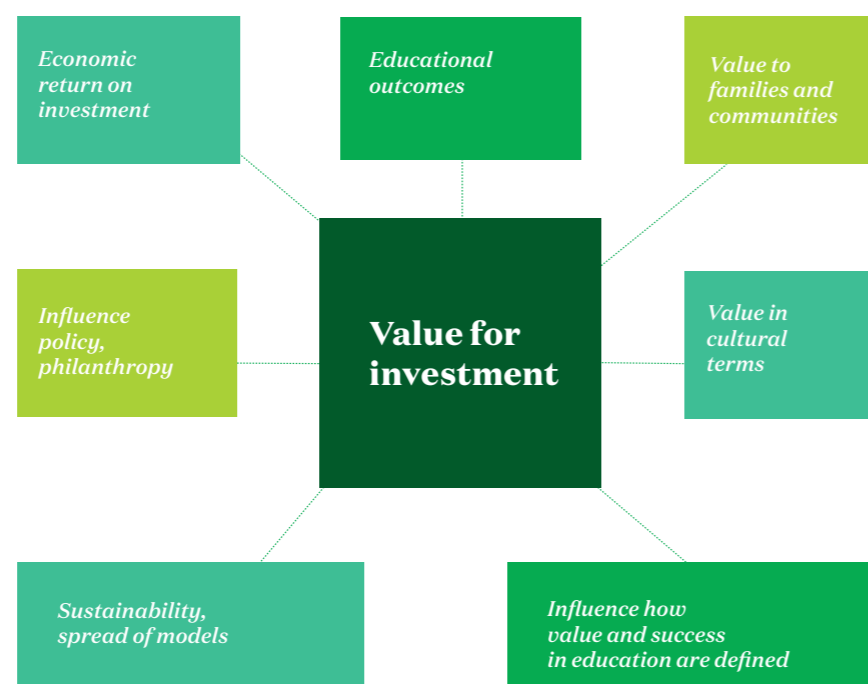 Economic
return on
investment
Educational
outcomes
Value to
families and
communities
Influence
policy,
philanthropy
Value for
investment
Value in
cultural
terms
Sustainability,
spread of models
Influence how
value and success
in education are defined